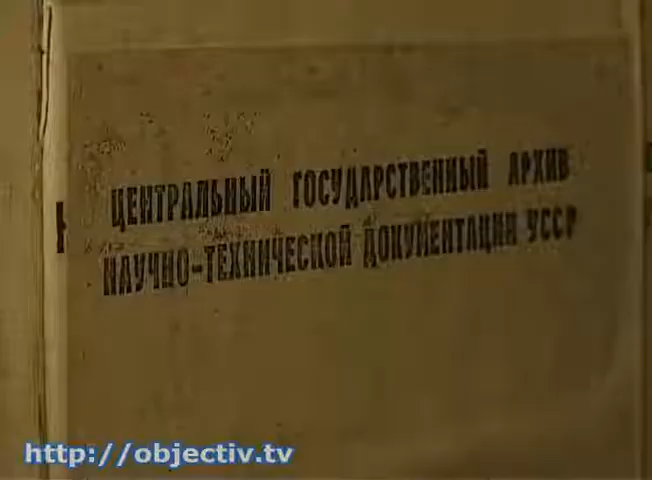 ЦЕНТРАЛЬНЫЙ ГОСУДАРСТВЕННЫЙ АРХИВ
НАУЧНО-ТЕХНИЧЕСКОЙ ДОКУМЕНТАЦИИ УССР
http://objectiv.tv